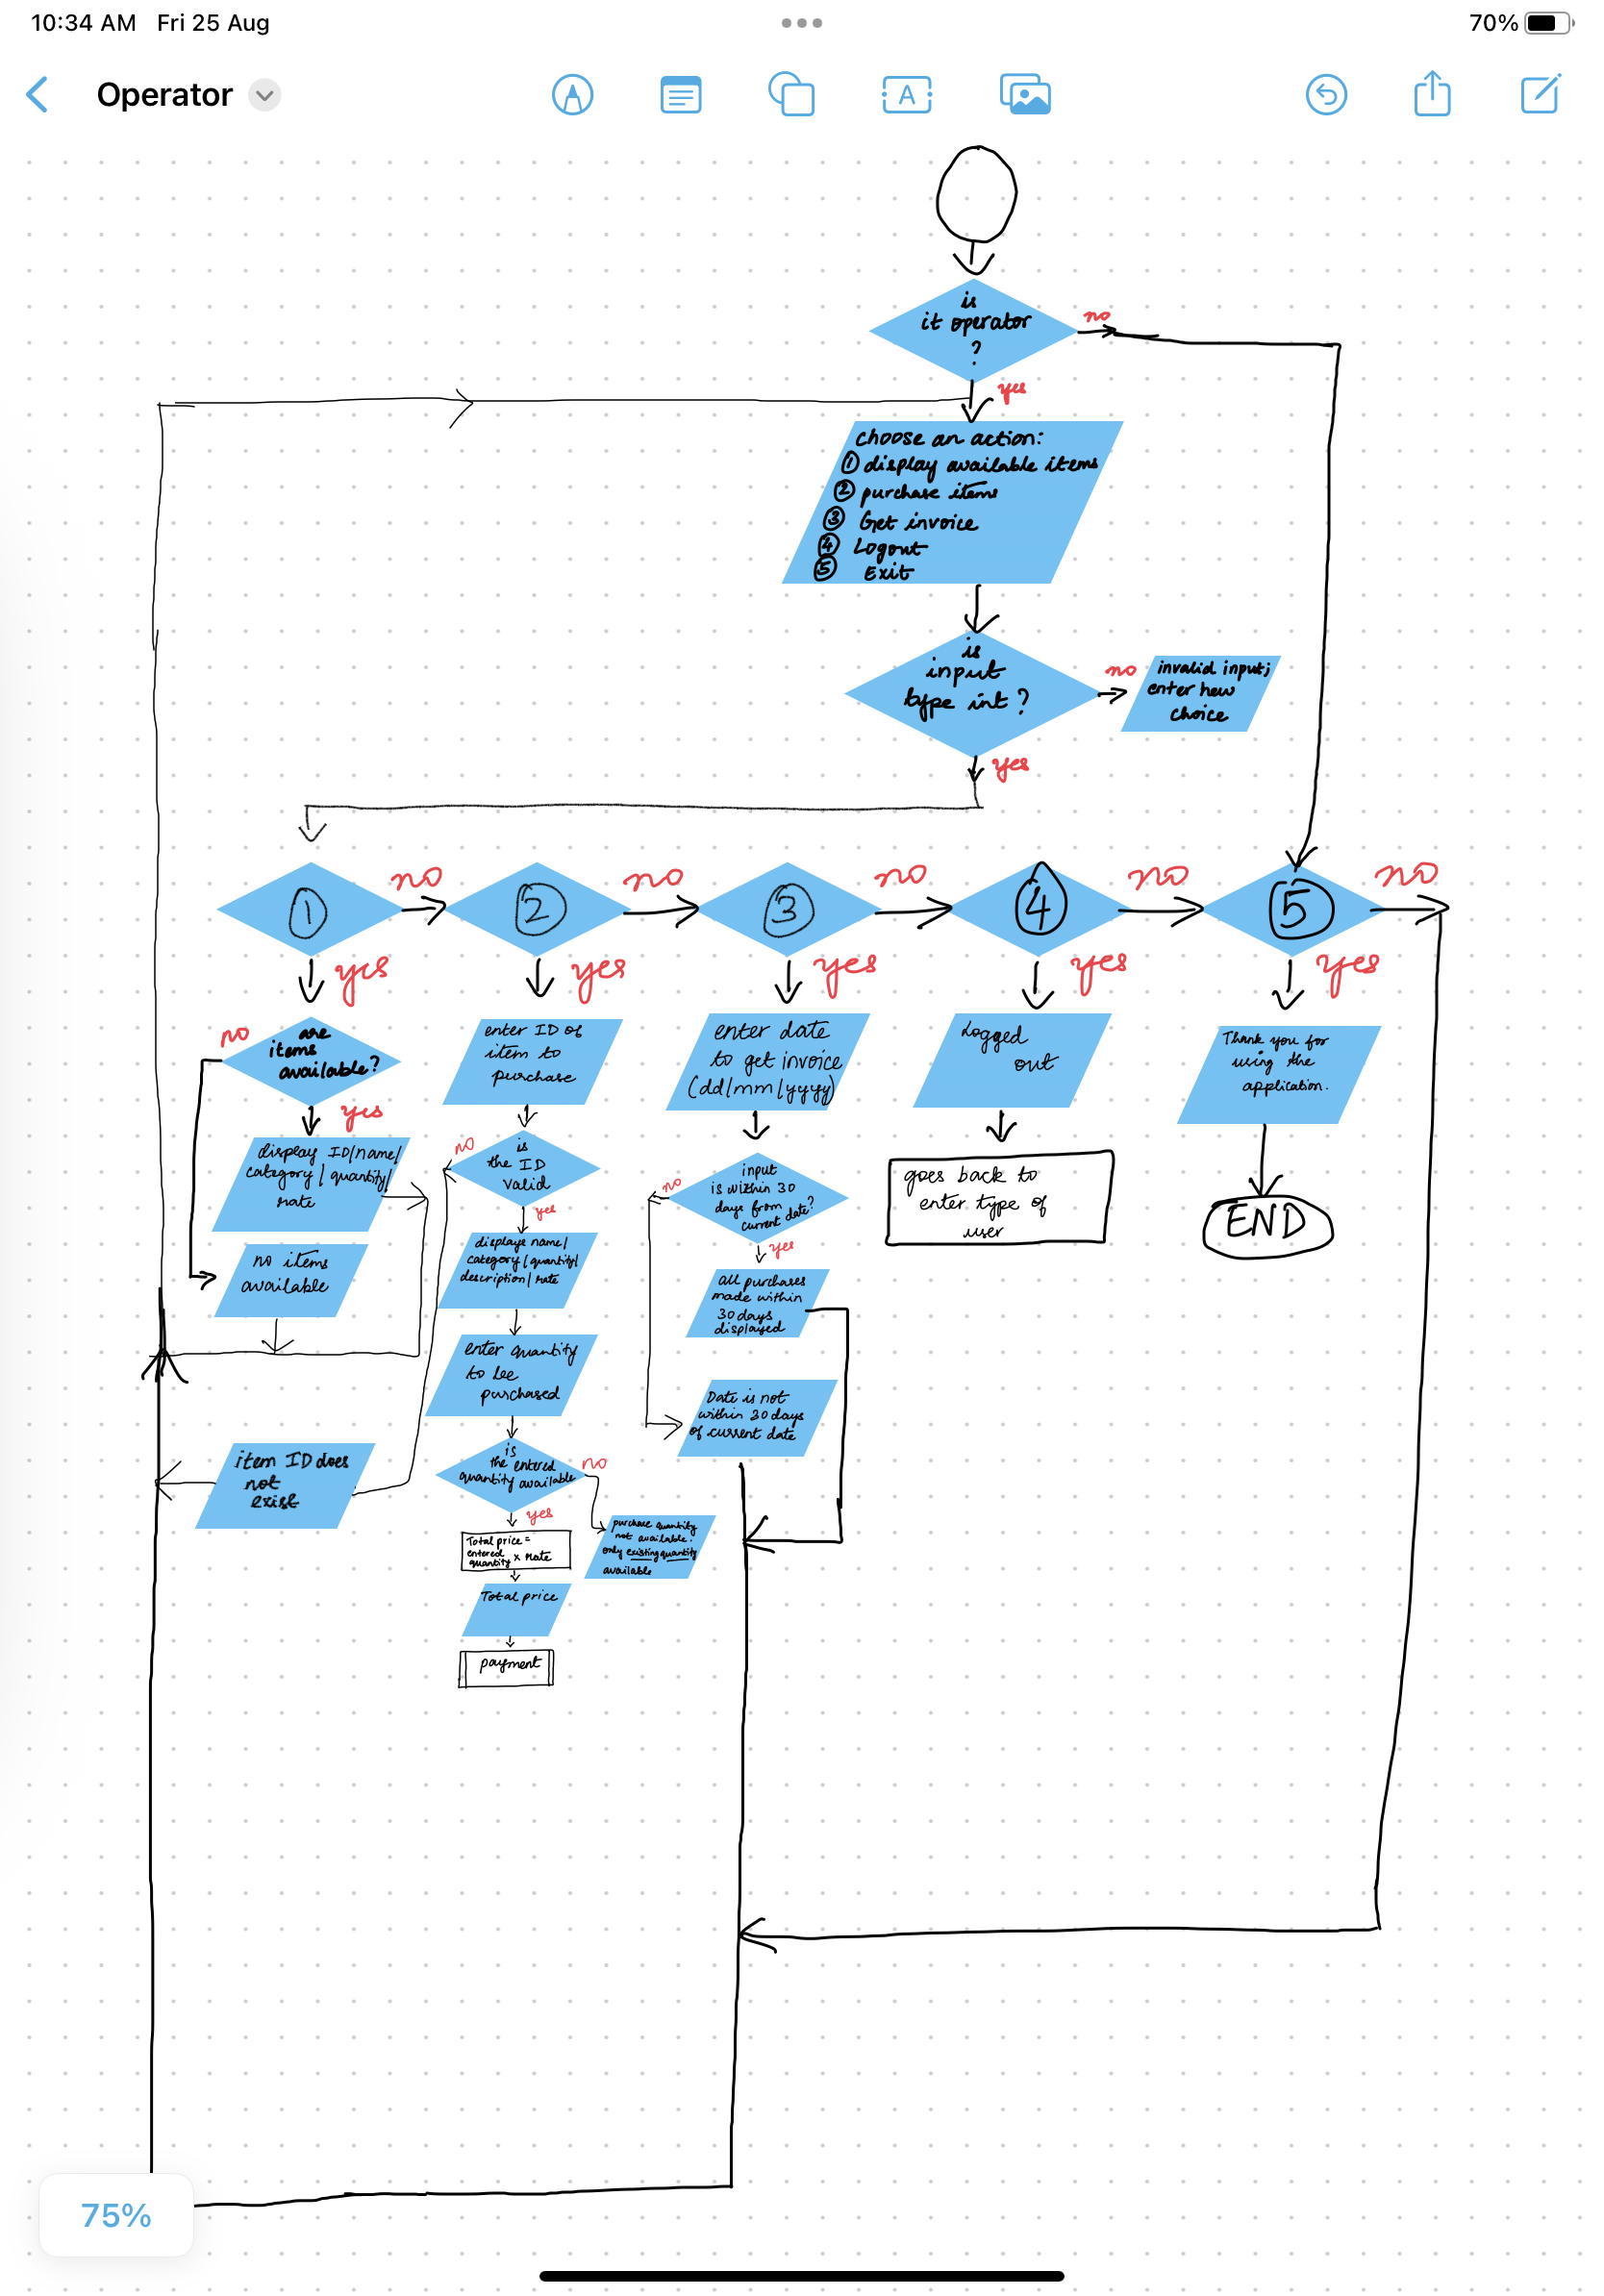 10:34 AM Fri 25 Aug
70%
Operator
A
is
it operator
?
no
yes
choose an action:
① display available items
② purchase items
③ Get invoice
④ Logout
⑤ Exit
is
input
type int ?
no
invalid input;
enter new
choice
yes
1
no
2
no
3
no
4
no
5
no
yes
yes
yes
yes
yes
no
are
items
available?
yes
display ID/name/
category / quantity/
rate
no items
available
item ID does
not
exist
enter ID of
item to
purchase
no
is
the ID
valid
yes
displays name/
category / quantity/
description / rate
enter quantity
to be
purchased
is
the entered
quantity available
no
yes
Total price =
entered
quantity x rate
purchase quantity
not available.
only existing quantity
available
Total price
payment
enter date
to get invoice
(dd/mm/yyyy)
no
input
is within 30
days from
current date?
yes
all purchases
made within
30 days
displayed
Date is not
within 30 days
of current date
Logged
out
goes back to
enter type of
user
Thank you for
using the
application.
END
75%